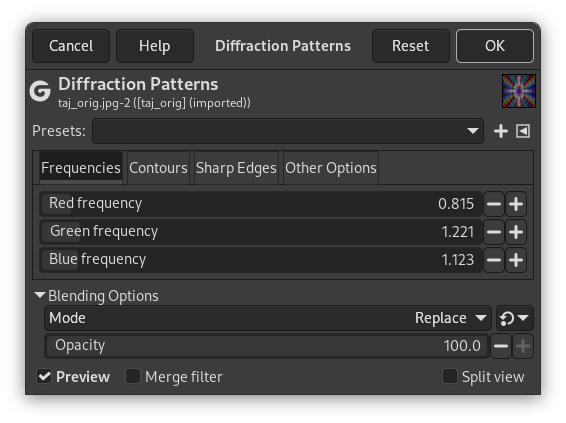 Cancel Help Diffraction Patterns Reset OK
Diffraction Patterns
taj_orig.jpg-2 ([taj_orig] (imported))
Presets:
Frequencies Contours Sharp Edges Other Options
Red frequency 0.815
Green frequency 1.221
Blue frequency 1.123
Blending Options
Mode Replace
Opacity 100.0
Preview Merge filter Split view